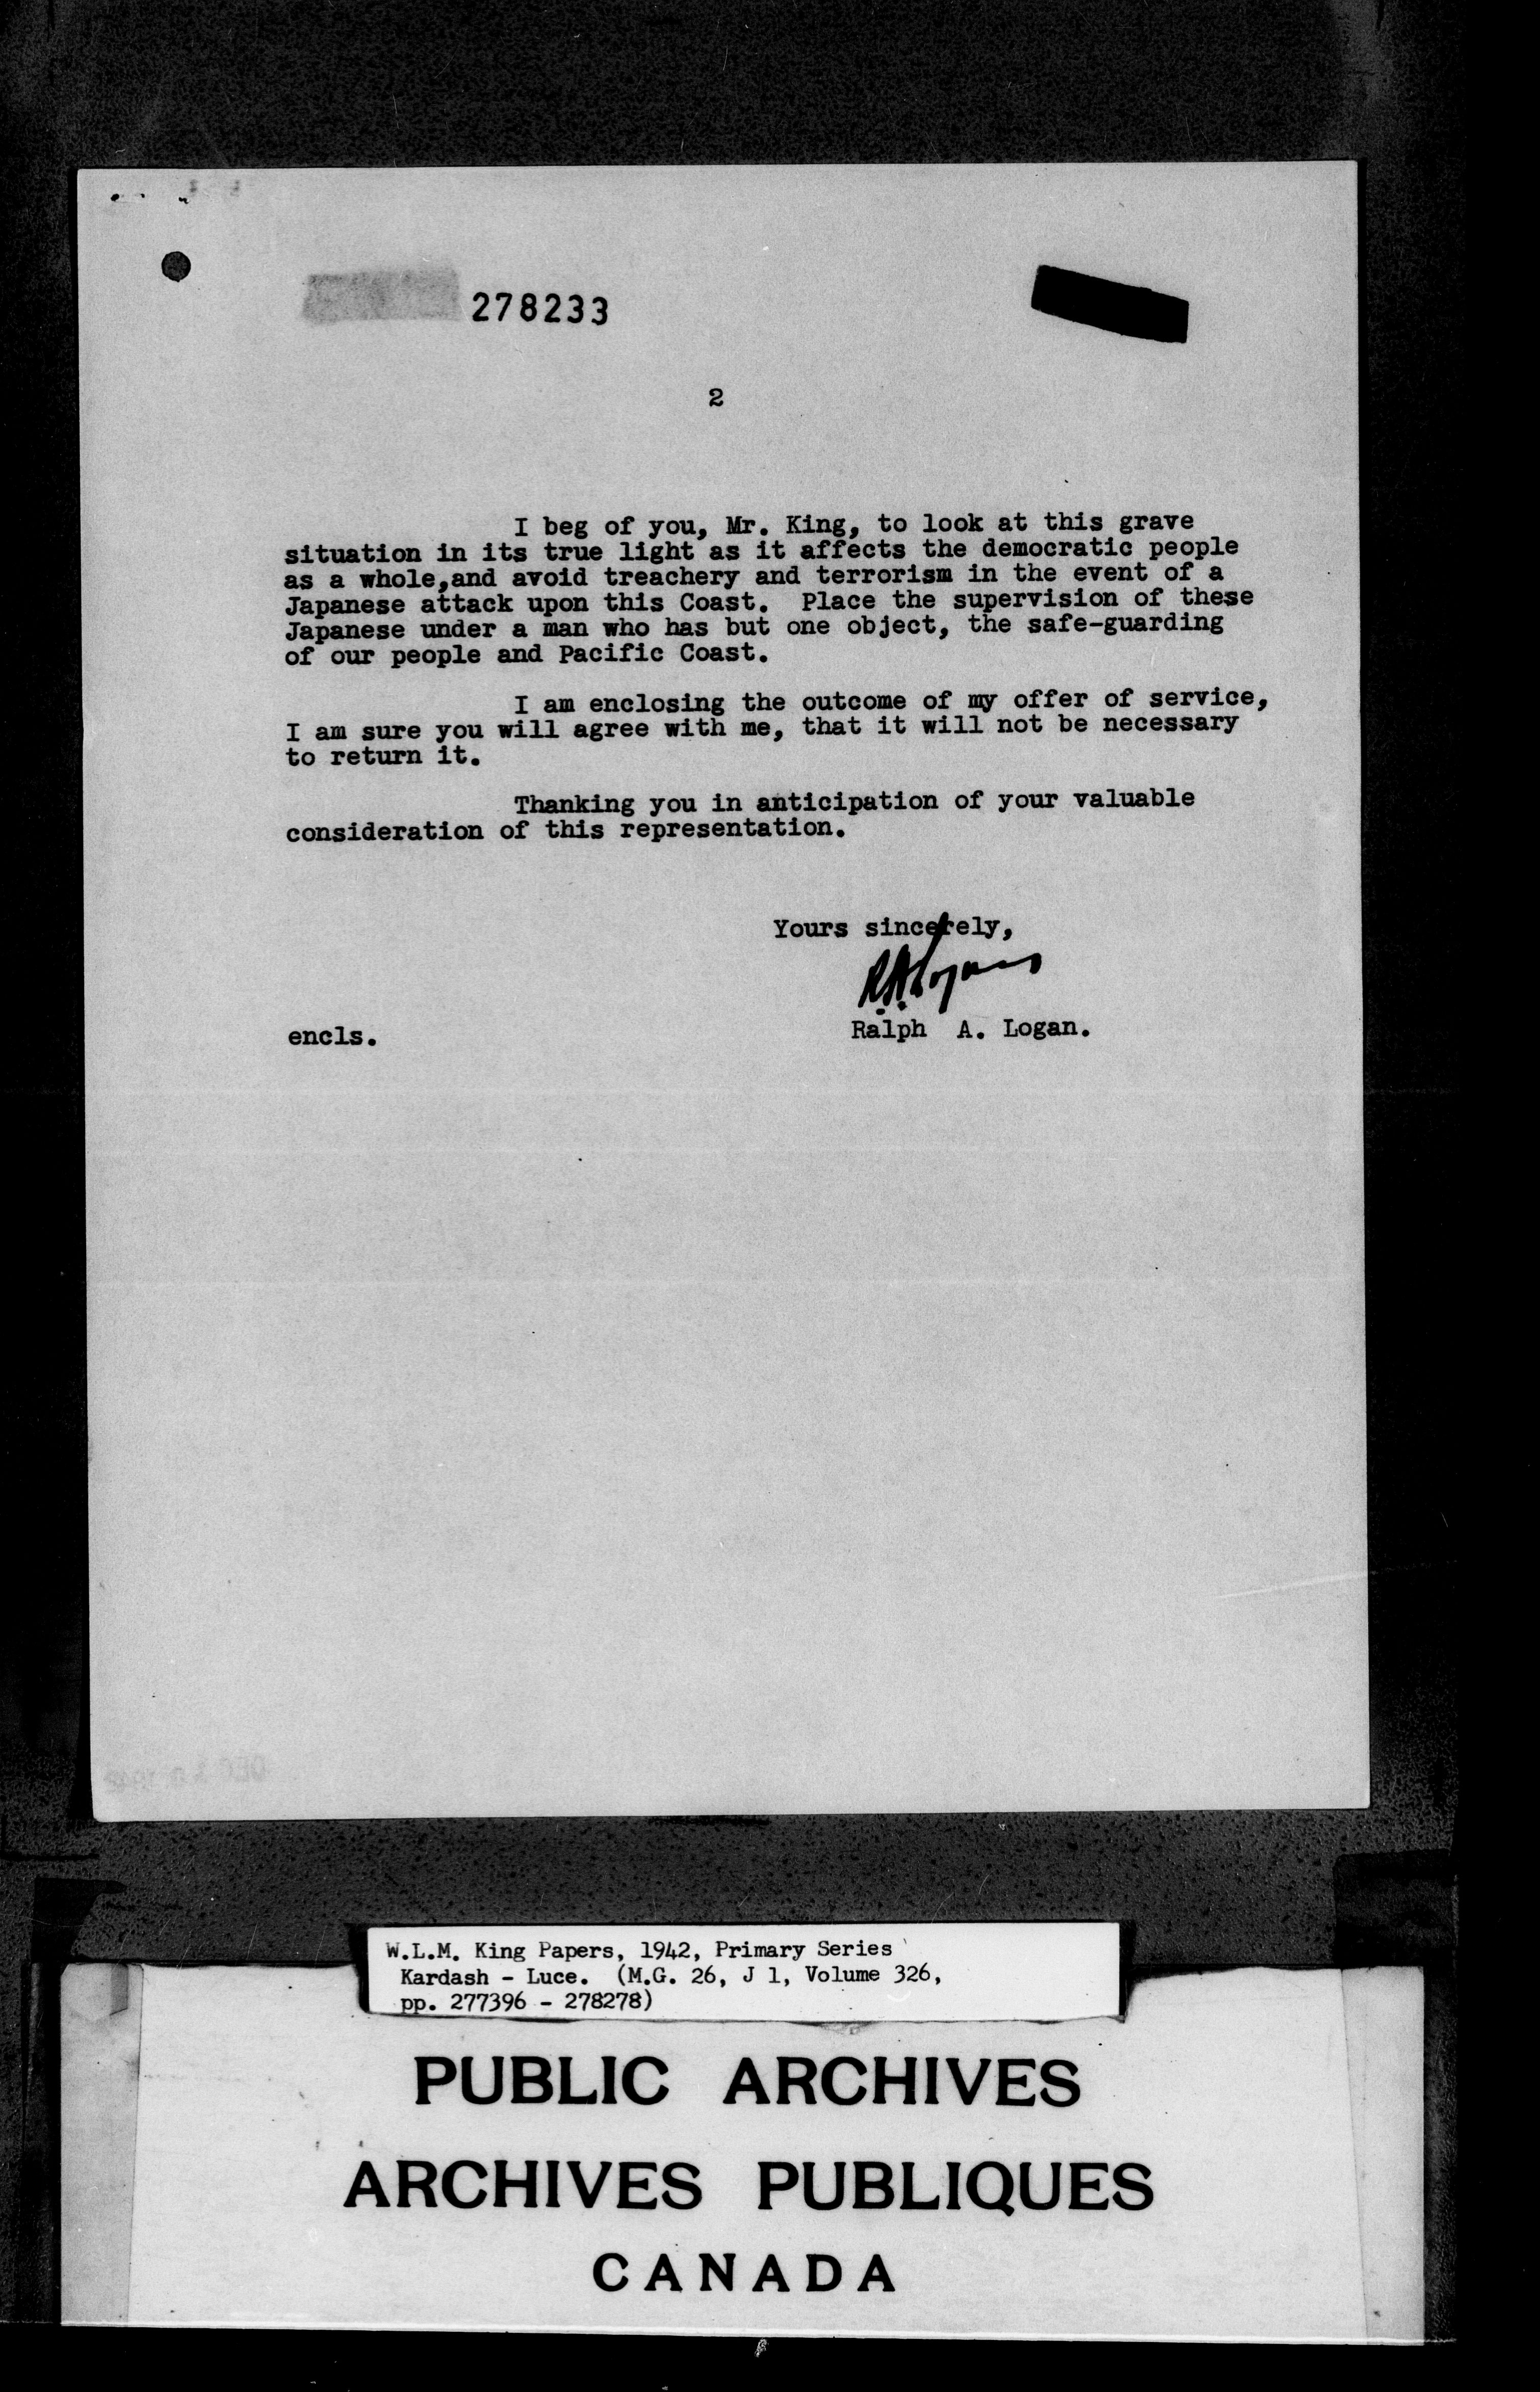 278233
2
I beg of you, Mr. King, to look at this grave
situation in its true light as it affects the democratic people
as a whole,and avoid treachery and terrorism in the event of a
Japanese attack upon this Coast. Place the supervision of these
Japanese under a man who has but one object, the safe-guarding
of our people and Pacific Coast.
I am enclosing the outcome of my offer of service,
I am sure you will agree with me, that it will not be necessary
to return it.
Thanking you in anticipation of your valuable
consideration of this representation.
Yours sincerely,
R.A. Logan
Ralph A. Logan.
encls.
W.L.M. King Papers, 1942, Primary Series
Kardash - Luce. (M.G. 26, J 1, Volume 326,
pp. 277396 - 278278)
PUBLIC ARCHIVES
ARCHIVES PUBLIQUES
CANADA